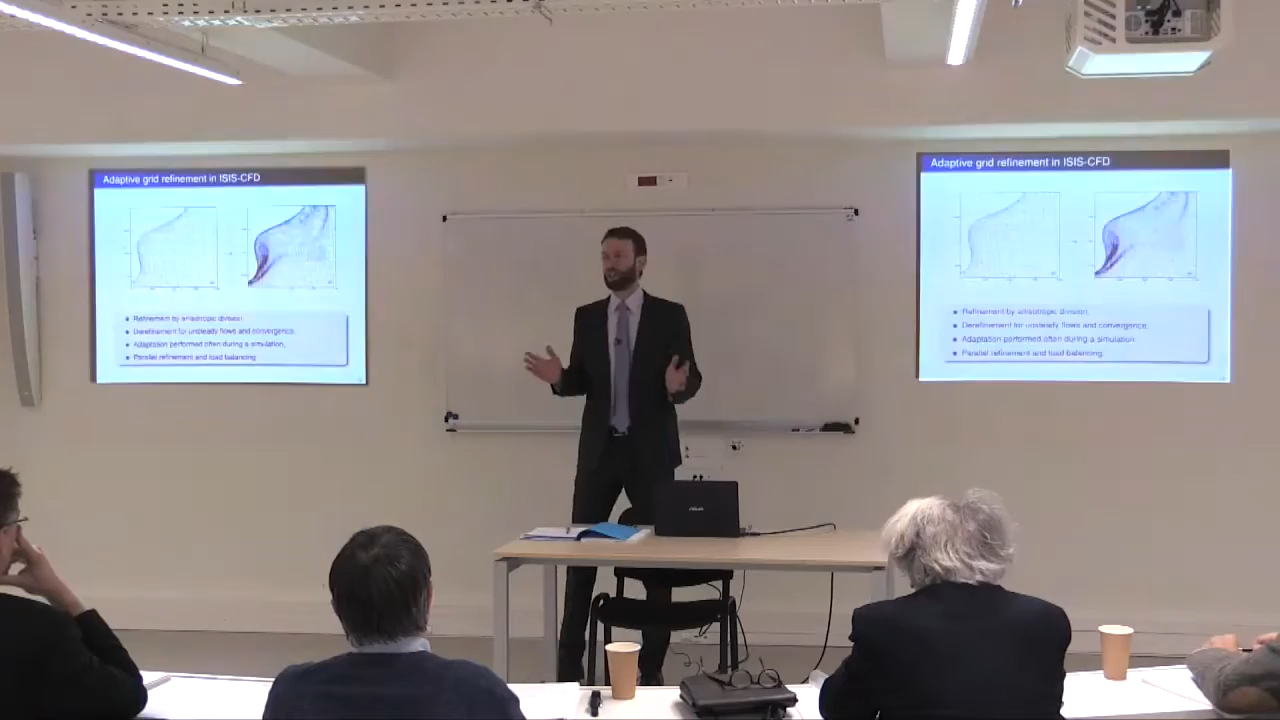 Adaptive grid refinement in ISIS-CFD
Refinement by anisotropic division,
Derefinement for unsteady flows and convergence,
Adaptation performed often during a simulation,
Parallel refinement and load balancing.
Adaptive grid refinement in ISIS-CFD
Refinement by anisotropic division,
Derefinement for unsteady flows and convergence,
Adaptation performed often during a simulation,
Parallel refinement and load balancing.
ASUS